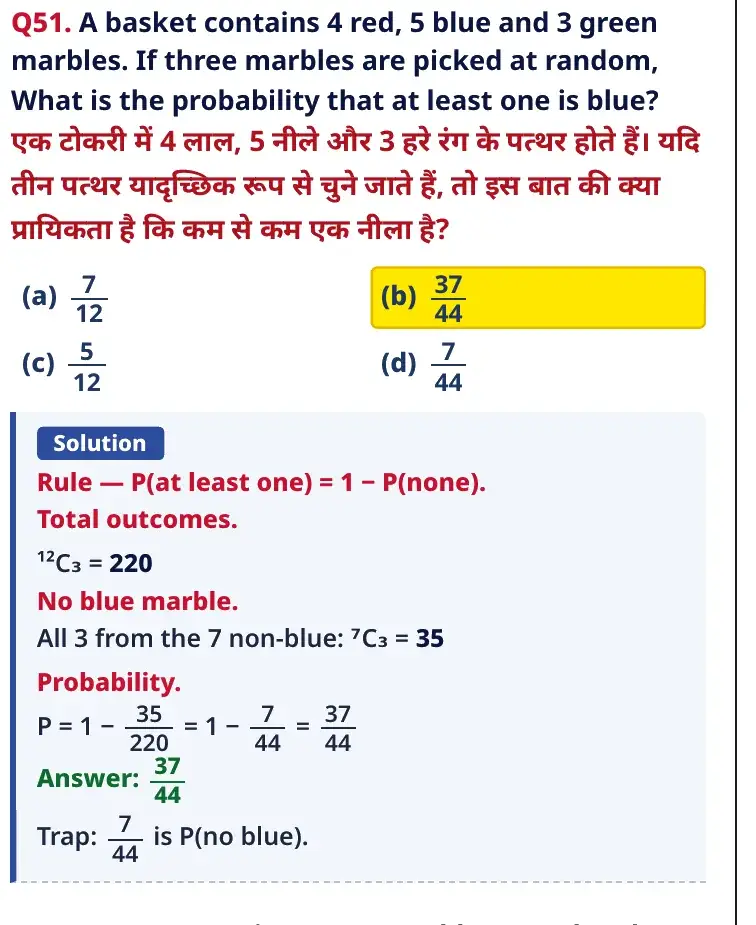 Q51. A basket contains 4 red, 5 blue and 3 green
marbles. If three marbles are picked at random,
What is the probability that at least one is blue?
एक टोकरी में 4 लाल, 5 नीले और 3 हरे रंग के पत्थर होते हैं। यदि
तीन पत्थर यादृच्छिक रूप से चुने जाते हैं, तो इस बात की क्या
प्रायिकता है कि कम से कम एक नीला है?
(a) 7/12 (b) 37/44
(c) 5/12 (d) 7/44
Solution
Rule — P(at least one) = 1 − P(none).
Total outcomes.
¹²C₃ = 220
No blue marble.
All 3 from the 7 non-blue: ⁷C₃ = 35
Probability.
P = 1 − 35/220 = 1 − 7/44 = 37/44
Answer: 37/44
Trap: 7/44 is P(no blue).